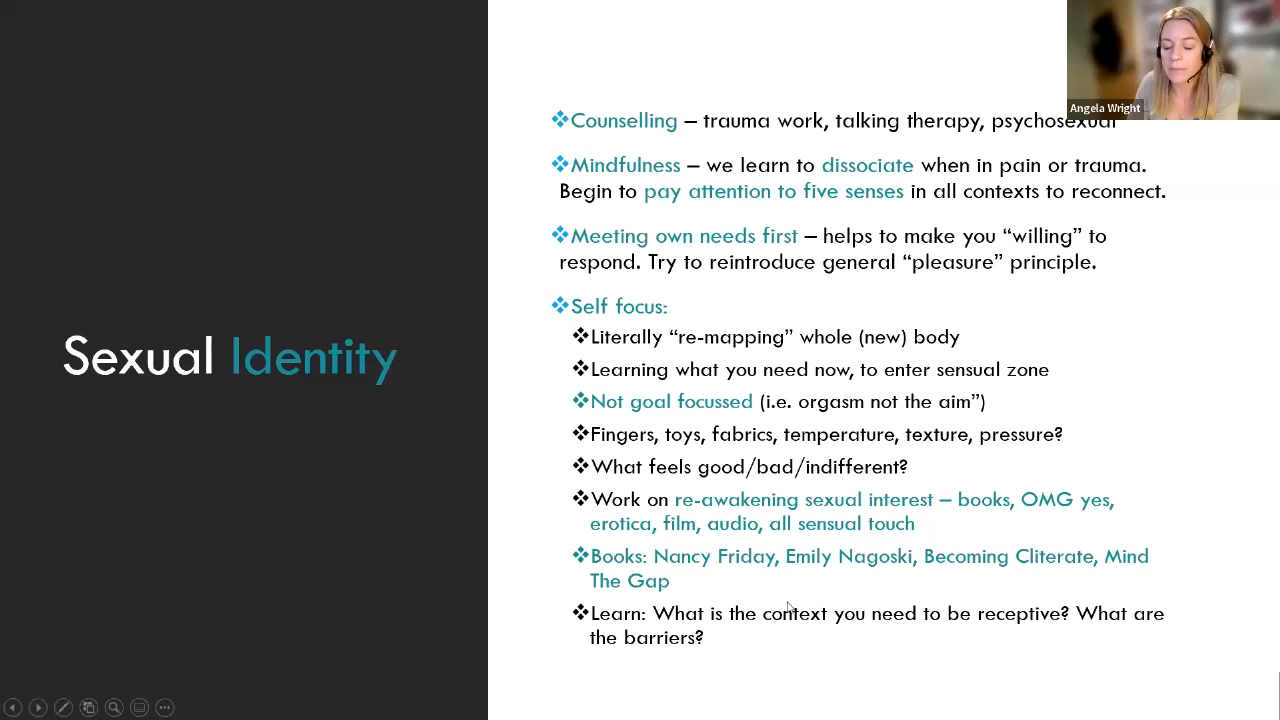 Angela Wright
❖Counselling – trauma work, talking therapy, psychosexual
❖Mindfulness – we learn to dissociate when in pain or trauma.
Begin to pay attention to five senses in all contexts to reconnect.
❖Meeting own needs first – helps to make you “willing” to
respond. Try to reintroduce general “pleasure” principle.
❖Self focus:
❖Literally “re-mapping” whole (new) body
❖Learning what you need now, to enter sensual zone
❖Not goal focussed (i.e. orgasm not the aim”)
❖Fingers, toys, fabrics, temperature, texture, pressure?
❖What feels good/bad/indifferent?
❖Work on re-awakening sexual interest – books, OMG yes,
erotica, film, audio, all sensual touch
❖Books: Nancy Friday, Emily Nagoski, Becoming Cliterate, Mind
The Gap
❖Learn: What is the context you need to be receptive? What are
the barriers?
Sexual Identity